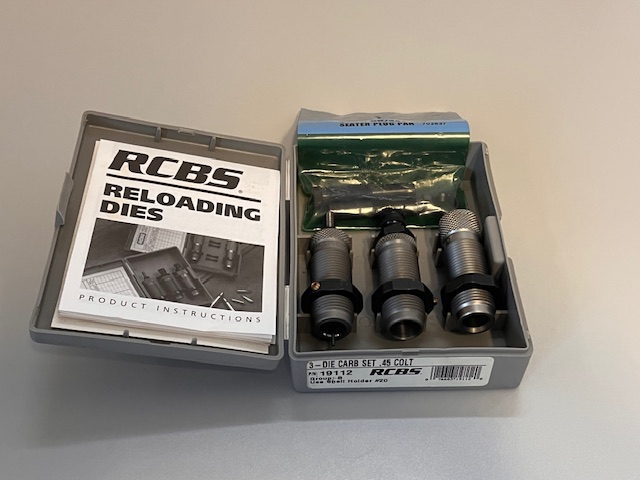 RCBS
RELOADING
DIES
PRODUCT INSTRUCTIONS
SEATER PLUG PAK
3-DIE CARB SET .45 COLT
P/N 19112 RCBS
Group: B
Use Shell Holder #20